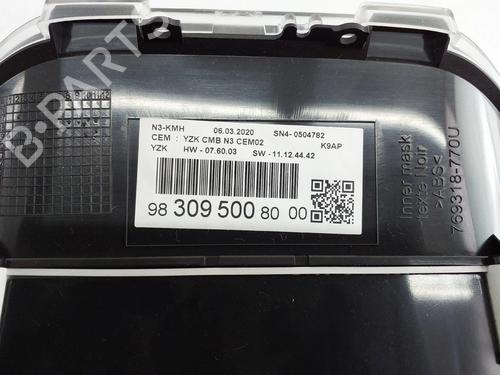 B-PARTS
N3-KMH 06.03.2020 SN4- 0504782
CEM : YZK CMB N3 CEM02 K9AP
YZK HW - 07.60.03 SW - 11.12.44.42
98 309 500 80 00
Inner mask
texte noir
>ABS<
769318-770U